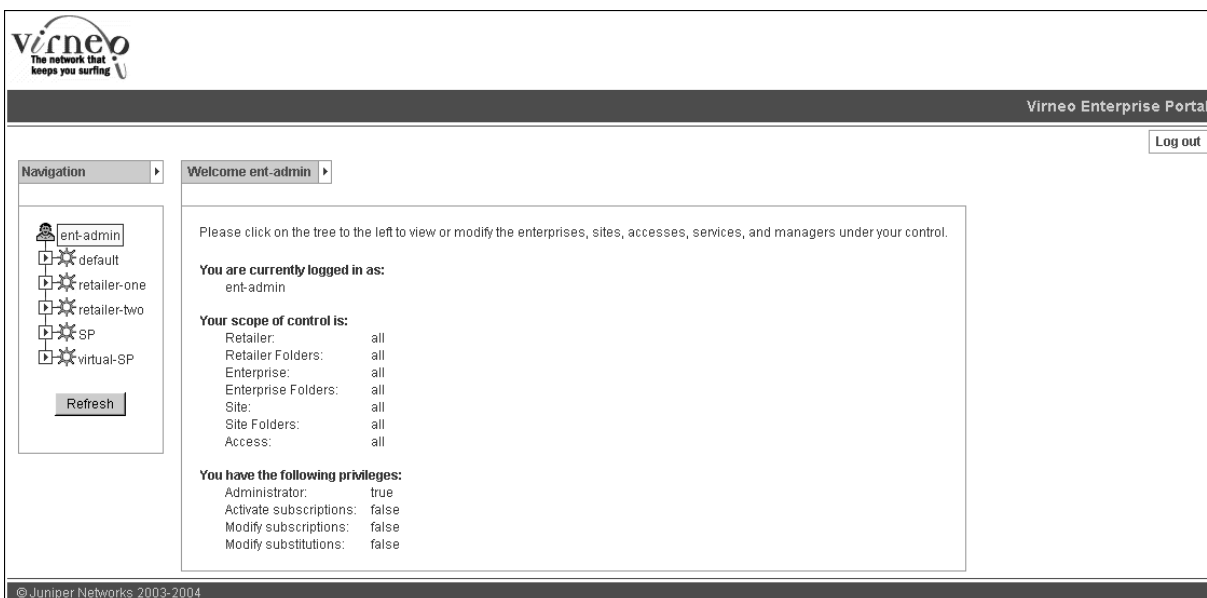 Virneo
The network that
keeps you surfing
Virneo Enterprise Portal
Log out
Navigation
Welcome ent-admin
ent-admin
default
retailer-one
retailer-two
SP
virtual-SP
Refresh
Please click on the tree to the left to view or modify the enterprises, sites, accesses, services, and managers under your control.
You are currently logged in as:
ent-admin
Your scope of control is:
Retailer: all
Retailer Folders: all
Enterprise: all
Enterprise Folders: all
Site: all
Site Folders: all
Access: all
You have the following privileges:
Administrator: true
Activate subscriptions: false
Modify subscriptions: false
Modify substitutions: false
© Juniper Networks 2003-2004